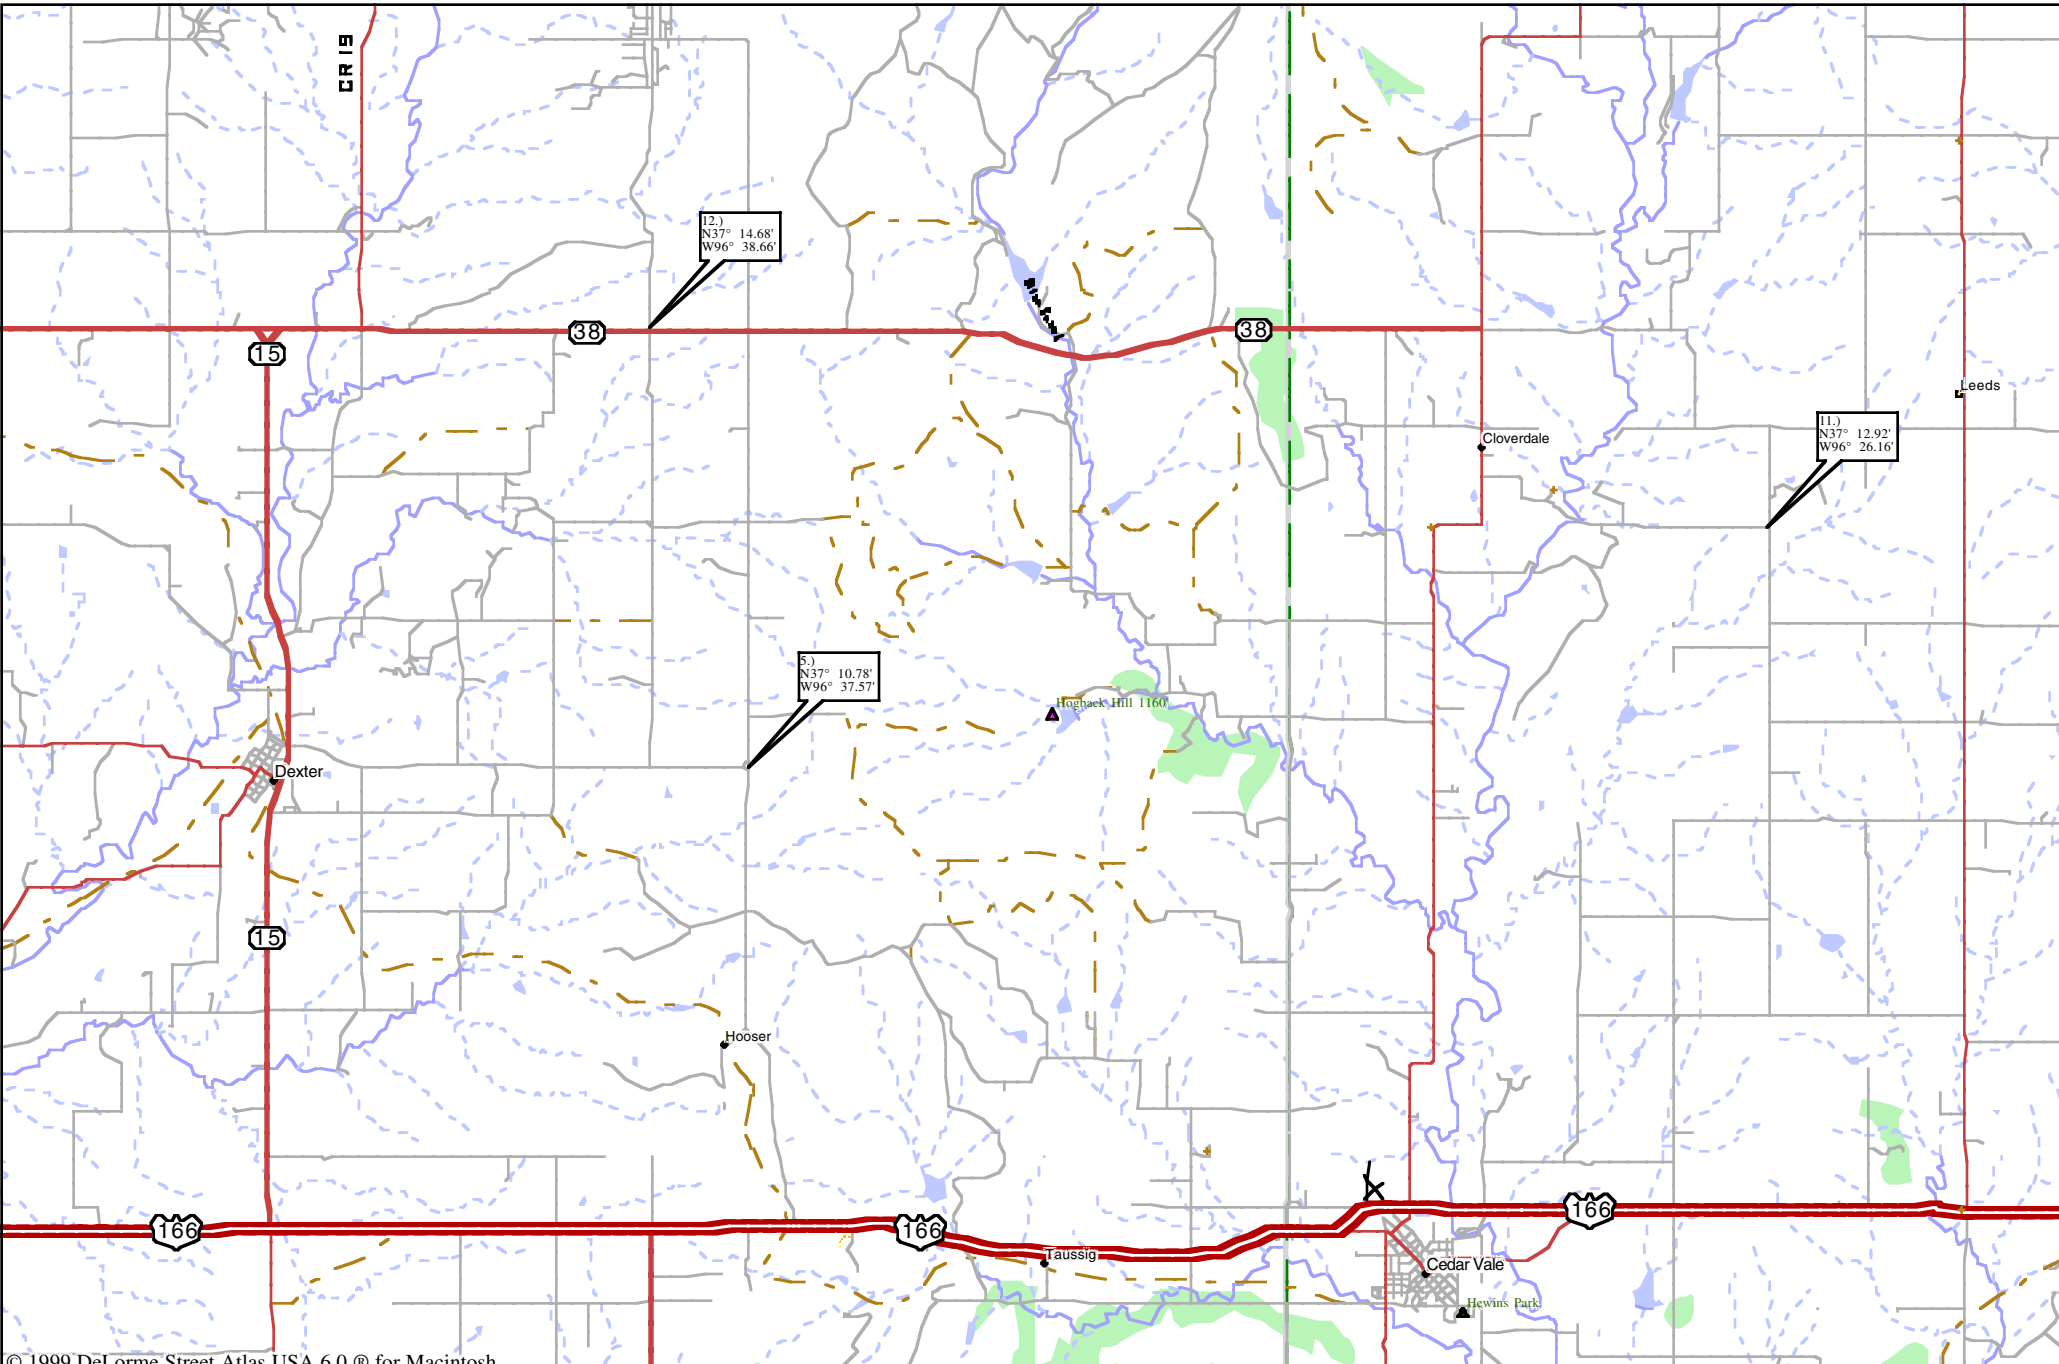 CR 19
12.)
N37° 14.68'
W96° 38.66'
38
38
15
Leeds
11.)
N37° 12.92'
W96° 26.16'
Cloverdale
5.)
N37° 10.78'
W96° 37.57'
Hogback Hill 1160'
Dexter
15
Hooser
166
166
166
Taussig
Cedar Vale
Hewins Park
© 1999 DeLorme Street Atlas USA 6.0 ® for Macintosh